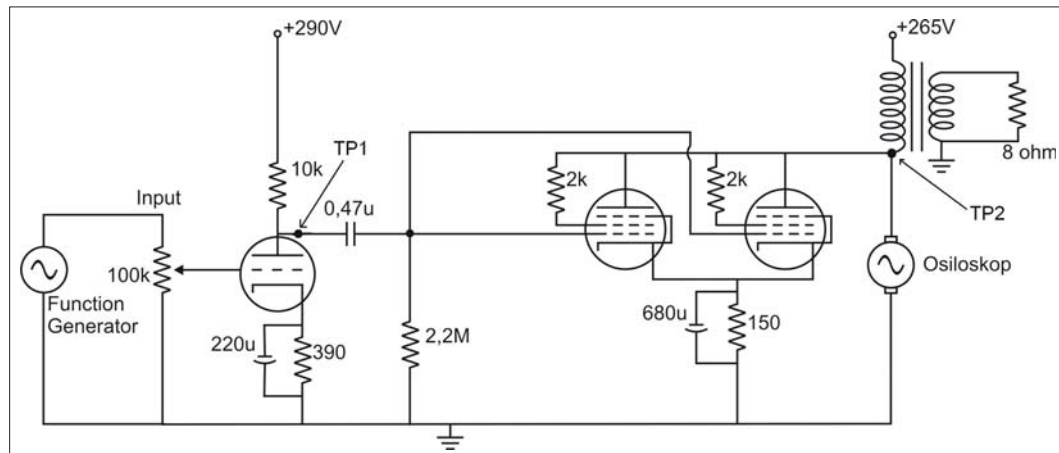 +290V
+265V
10k
TP1
Input
0,47u
2k
2k
8 ohm
TP2
100k
Function
Generator
Osiloskop
220u
390
2,2M
680u
150